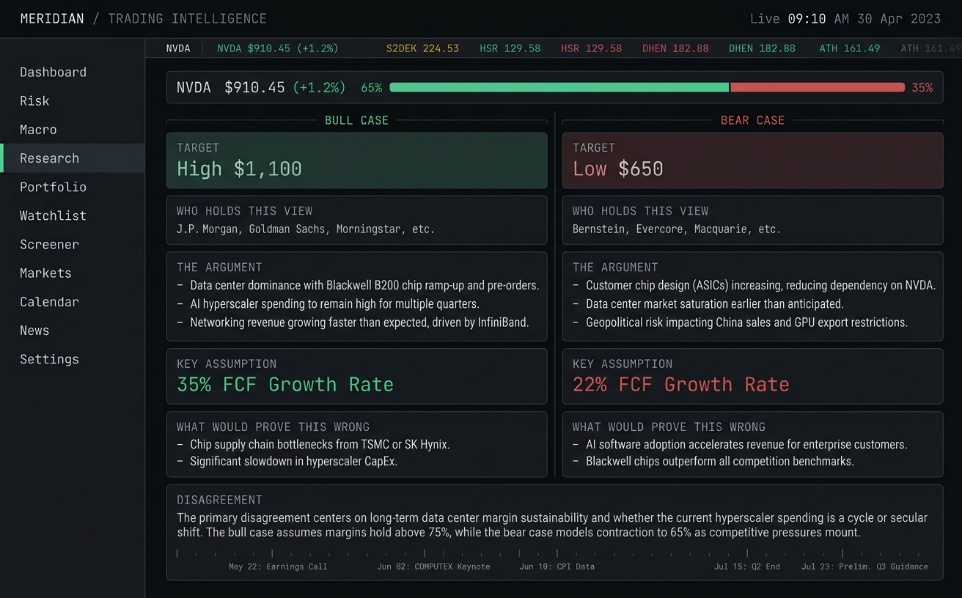 MERIDIAN / TRADING INTELLIGENCE
Live 09:10 AM 30 Apr 2023
NVDA NVDA $910.45 (+1.2%) S2DEK 224.53 HSR 129.58 HSR 129.58 DHEN 182.88 DHEN 182.88 ATH 161.49 ATH 161.49
Dashboard
Risk
Macro
Research
Portfolio
Watchlist
Screener
Markets
Calendar
News
Settings
NVDA $910.45 (+1.2%) 65% 35%
BULL CASE
TARGET
High $1,100
WHO HOLDS THIS VIEW
J.P. Morgan, Goldman Sachs, Morningstar, etc.
THE ARGUMENT
– Data center dominance with Blackwell B200 chip ramp-up and pre-orders.
– AI hyperscaler spending to remain high for multiple quarters.
– Networking revenue growing faster than expected, driven by InfiniBand.
KEY ASSUMPTION
35% FCF Growth Rate
WHAT WOULD PROVE THIS WRONG
– Chip supply chain bottlenecks from TSMC or SK Hynix.
– Significant slowdown in hyperscaler CapEx.
BEAR CASE
TARGET
Low $650
WHO HOLDS THIS VIEW
Bernstein, Evercore, Macquarie, etc.
THE ARGUMENT
– Customer chip design (ASICs) increasing, reducing dependency on NVDA.
– Data center market saturation earlier than anticipated.
– Geopolitical risk impacting China sales and GPU export restrictions.
KEY ASSUMPTION
22% FCF Growth Rate
WHAT WOULD PROVE THIS WRONG
– AI software adoption accelerates revenue for enterprise customers.
– Blackwell chips outperform all competition benchmarks.
DISAGREEMENT
The primary disagreement centers on long-term data center margin sustainability and whether the current hyperscaler spending is a cycle or secular
shift. The bull case assumes margins hold above 75%, while the bear case models contraction to 65% as competitive pressures mount.
May 22: Earnings Call Jun 02: COMPUTEX Keynote Jun 10: CPI Data Jul 15: Q2 End Jul 23: Prelim. Q3 Guidance